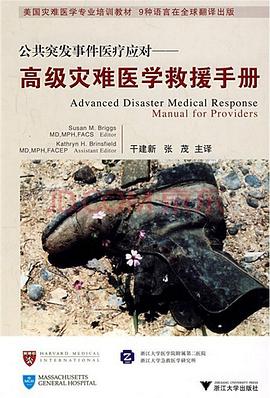 美国灾难医学专业培训教材 9种语言在全球翻译出版
公共突发事件医疗应对——
高级灾难医学救援手册
Advanced Disaster Medical Response
Manual for Providers
Susan M. Briggs
MD,MPH,FACS Editor
Kathryn H. Brinsfield
MD,MPH,FACEP Assistant Editor
干建新 张 茂 主译
HARVARD MEDICAL
INTERNATIONAL
MASSACHUSETTS
GENERAL HOSPITAL
浙江大学医学院附属第二医院
浙江大学急救医学研究所
浙江大学出版社